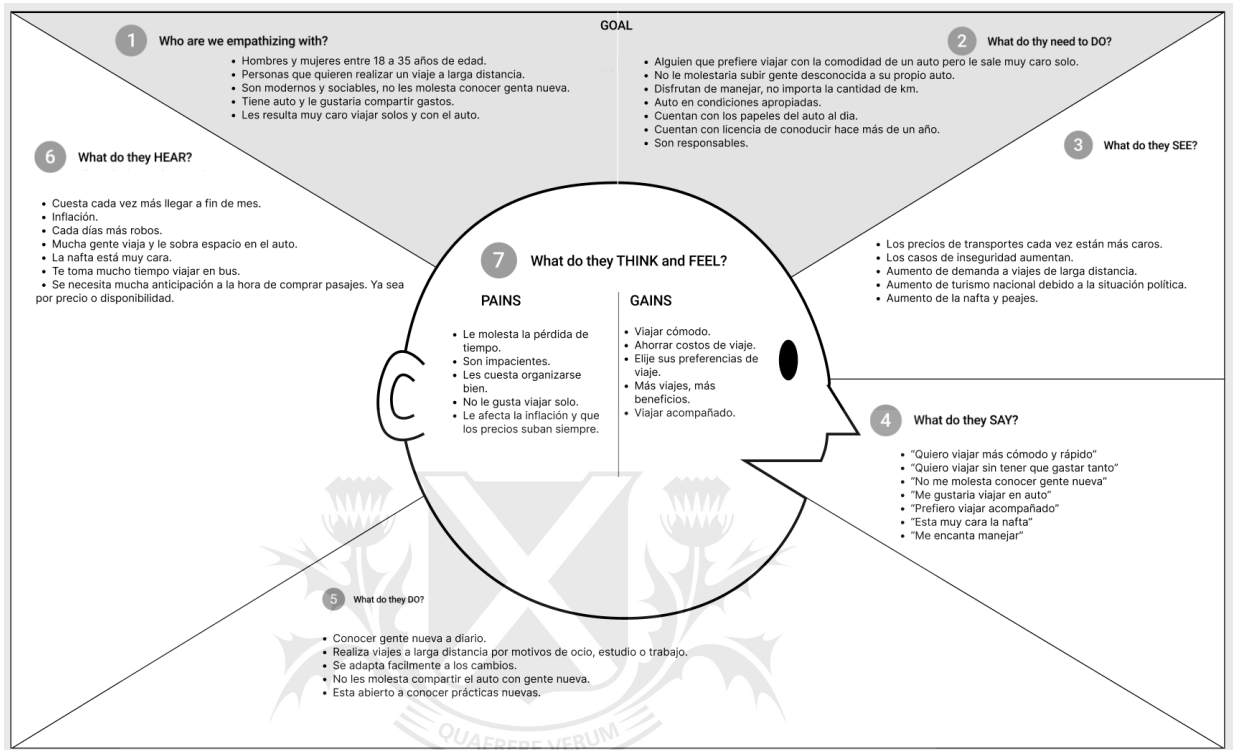 GOAL
1
Who are we empathizing with?
• Hombres y mujeres entre 18 a 35 años de edad.
• Personas que quieren realizar un viaje a larga distancia.
• Son modernos y sociables, no les molesta conocer genta nueva.
• Tiene auto y le gustaria compartir gastos.
• Les resulta muy caro viajar solos y con el auto.
2
What do thy need to DO?
• Alguien que prefiere viajar con la comodidad de un auto pero le sale muy caro solo.
• No le molestaria subir gente desconocida a su propio auto.
• Disfrutan de manejar, no importa la cantidad de km.
• Auto en condiciones apropiadas.
• Cuentan con los papeles del auto al dia.
• Cuentan con licencia de conoducir hace más de un año.
• Son responsables.
3
What do they SEE?
• Los precios de transportes cada vez están más caros.
• Los casos de inseguridad aumentan.
• Aumento de demanda a viajes de larga distancia.
• Aumento de turismo nacional debido a la situación política.
• Aumento de la nafta y peajes.
4
What do they SAY?
• “Quiero viajar más cómodo y rápido”
• “Quiero viajar sin tener que gastar tanto”
• “No me molesta conocer gente nueva”
• “Me gustaria viajar en auto”
• “Prefiero viajar acompañado”
• “Esta muy cara la nafta”
• “Me encanta manejar”
5
What do they DO?
• Conocer gente nueva a diario.
• Realiza viajes a larga distancia por motivos de ocio, estudio o trabajo.
• Se adapta facilmente a los cambios.
• No les molesta compartir el auto con gente nueva.
• Esta abierto a conocer prácticas nuevas.
6
What do they HEAR?
• Cuesta cada vez más llegar a fin de mes.
• Inflación.
• Cada días más robos.
• Mucha gente viaja y le sobra espacio en el auto.
• La nafta está muy cara.
• Te toma mucho tiempo viajar en bus.
• Se necesita mucha anticipación a la hora de comprar pasajes. Ya sea
por precio o disponibilidad.
7
What do they THINK and FEEL?
PAINS
• Le molesta la pérdida de
tiempo.
• Son impacientes.
• Les cuesta organizarse
bien.
• No le gusta viajar solo.
• Le afecta la inflación y que
los precios suban siempre.
GAINS
• Viajar cómodo.
• Ahorrar costos de viaje.
• Elije sus preferencias de
viaje.
• Más viajes, más
beneficios.
• Viajar acompañado.
QUAERERE VERUM